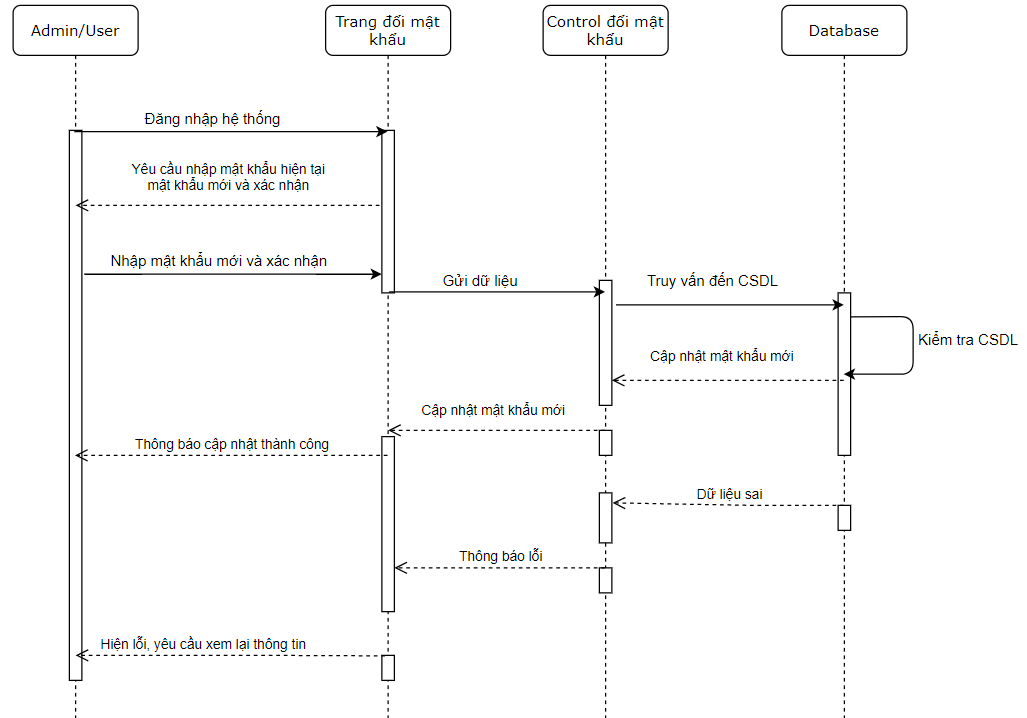 Admin/User
Trang đổi mật
khẩu
Control đổi mật
khẩu
Database
Đăng nhập hệ thống
Yêu cầu nhập mật khẩu hiện tại
mật khẩu mới và xác nhận
Nhập mật khẩu mới và xác nhận
Gửi dữ liệu
Truy vấn đến CSDL
Kiểm tra CSDL
Cập nhật mật khẩu mới
Cập nhật mật khẩu mới
Thông báo cập nhật thành công
Dữ liệu sai
Thông báo lỗi
Hiện lỗi, yêu cầu xem lại thông tin